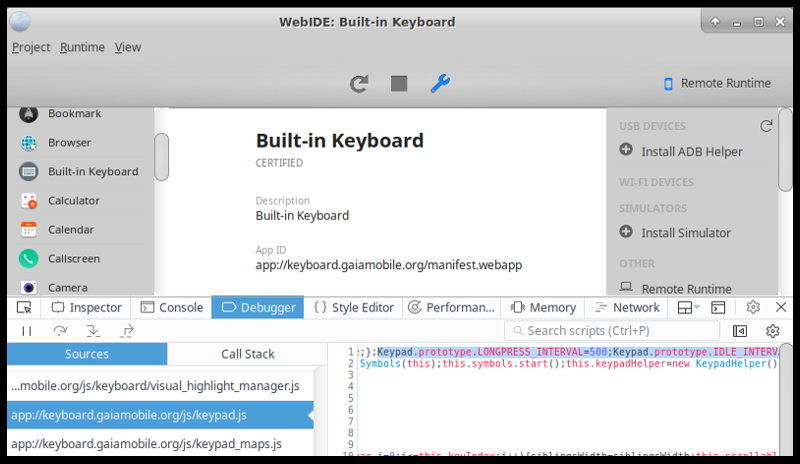 WebIDE: Built-in Keyboard
Project Runtime View
Remote Runtime
Bookmark
Browser
Built-in Keyboard
Calculator
Calendar
Callscreen
Camera
Built-in Keyboard
CERTIFIED
Description
Built-in Keyboard
App ID
app://keyboard.gaiamobile.org/manifest.webapp
USB DEVICES
Install ADB Helper
WI-FI DEVICES
SIMULATORS
Install Simulator
OTHER
Remote Runtime
Inspector Console Debugger { } Style Editor Performan... Memory Network
Search scripts (Ctrl+P)
Sources Call Stack
...mobile.org/js/keyboard/visual_highlight_manager.js
app://keyboard.gaiamobile.org/js/keypad.js
app://keyboard.gaiamobile.org/js/keypad_maps.js
1 ;};Keypad.prototype.LONGPRESS_INTERVAL=500;Keypad.prototype.IDLE_INTERV
2 Symbols(this);this.symbols.start();this.keypadHelper=new KeypadHelper()
3
4
5
6
7
8
9